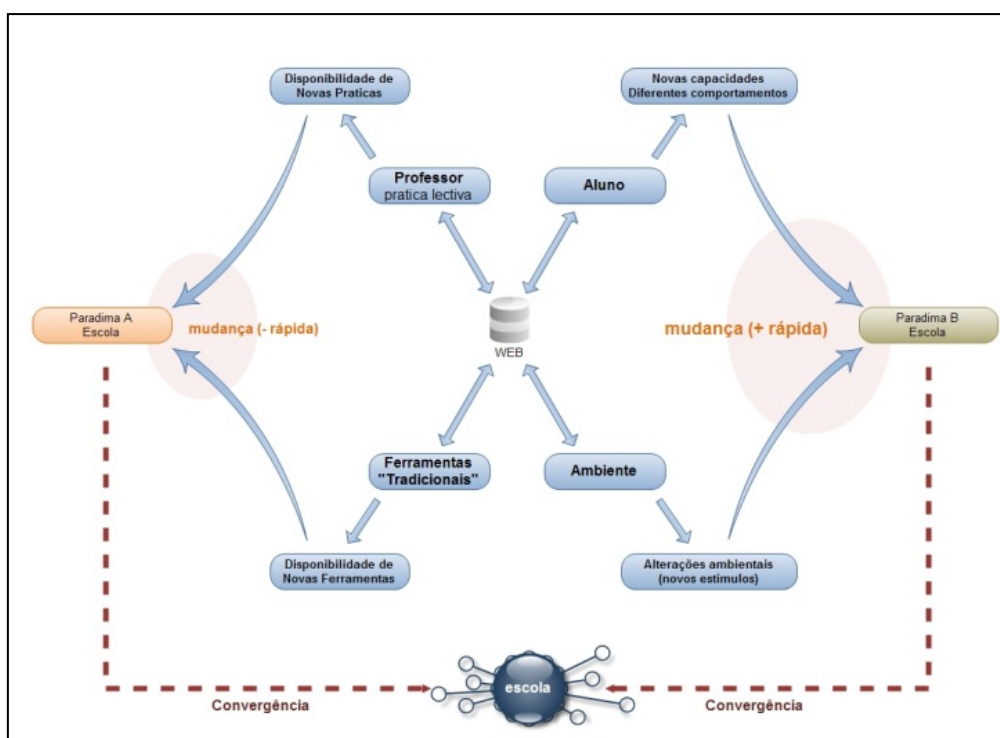 Disponibilidade de
Novas Praticas
Novas capacidades
Diferentes comportamentos
Professor
pratica lectiva
Aluno
Paradima A
Escola
mudança (- rápida)
WEB
mudança (+ rápida)
Paradima B
Escola
Ferramentas
"Tradicionais"
Ambiente
Disponibilidade de
Novas Ferramentas
Alterações ambientais
(novos estimulos)
escola
Convergência
Convergência